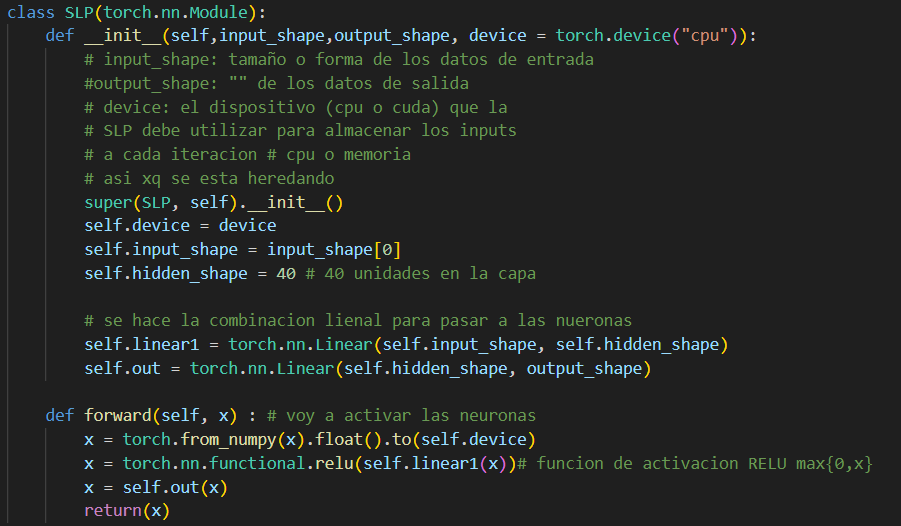 class SLP(torch.nn.Module):
    def __init__(self,input_shape,output_shape, device = torch.device("cpu")):
        # input_shape: tamaño o forma de los datos de entrada
        #output_shape: "" de los datos de salida
        # device: el dispositivo (cpu o cuda) que la
        # SLP debe utilizar para almacenar los inputs
        # a cada iteracion # cpu o memoria
        # asi xq se esta heredando
        super(SLP, self).__init__()
        self.device = device
        self.input_shape = input_shape[0]
        self.hidden_shape = 40 # 40 unidades en la capa

        # se hace la combinacion lienal para pasar a las nueronas
        self.linear1 = torch.nn.Linear(self.input_shape, self.hidden_shape)
        self.out = torch.nn.Linear(self.hidden_shape, output_shape)

    def forward(self, x) : # voy a activar las neuronas
        x = torch.from_numpy(x).float().to(self.device)
        x = torch.nn.functional.relu(self.linear1(x))# funcion de activacion RELU max{0,x}
        x = self.out(x)
        return(x)